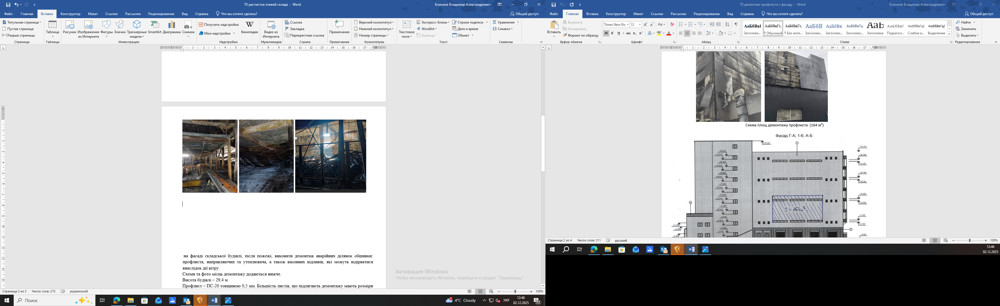 ТЗ расчистка этажей склада - Word
Блинков Владимир Александрович
Файл Главная Вставка Конструктор Макет Ссылки Рассылки Рецензирование Вид Справка Что вы хотите сделать? Общий доступ
Титульная страница
Пустая страница
Разрыв страницы
Страницы
Таблица
Таблицы
Рисунки
Изображения из Интернета
Фигуры
Значки
Трехмерные модели
SmartArt
Диаграмма
Снимок
Иллюстрации
Получить надстройки
Мои надстройки
W
Википедия
Надстройки
Видео из Интернета
Мультимедиа
Ссылка
Закладка
Перекрестная ссылка
Ссылки
Примечание
Примечания
Верхний колонтитул
Нижний колонтитул
Номер страницы
Колонтитулы
Текстовое поле
Экспресс-блоки
WordArt
Буквица
Строка подписи
Дата и время
Объект
Текст
Уравнение
Символ
Символы
на фасаді складської будівлі, після пожежі, виконати демонтаж аварійних ділянок обшивки:
профлиста, направляючих та утеплювача, а також віконних відливів, які можуть відірватися
внаслідок дії вітру.
Схеми та фото місць демонтажу додаються нижче.
Висота будівлі – 29,4 м
Профлист – ПС-20 товщиною 0,5 мм. Більшість листів, що підлягають демонтажу мають розміри
Активация Windows
Чтобы активировать Windows, перейдите в раздел "Параметры".
Страница 2 из 3 Число слов: 275 украинский 100%
Поиск
2
4°C Cloudy
УКР
12:46
02.12.2025
22
ТЗ демонтаж профлиста з фасаду - Word
Блинков Владимир Александрович
Файл Главная Вставка Конструктор Макет Ссылки Рассылки Рецензирование Вид Справка Что вы хотите сделать? Общий доступ
Вставить
Вырезать
Копировать
Формат по образцу
Буфер обмена
Times New Ro 12
Ж К Ч abc x₂ x²
Шрифт
Абзац
АаБбВвІ Заголово...
АаБбВвГг, ¶ Обычный
АаБбВвГг, ¶ Без инте...
АаБбВ Заголово...
АаБбВв Заголово...
АаБбВвГг Заголово...
АаБ Заголовок
АаБбВвГ Подзагол...
АаБбВвГг Слабое в...
АаБбВвГг Выделение
Стили
Найти
Заменить
Выделить
Редактирование
Схема площ демонтажу профлиста (164 м²)
Фасад Г-А; 1-6; А-Б
S = 164м²
Страница 2 из 4 Число слов: 211 русский 100%
12:46
02.12.2025